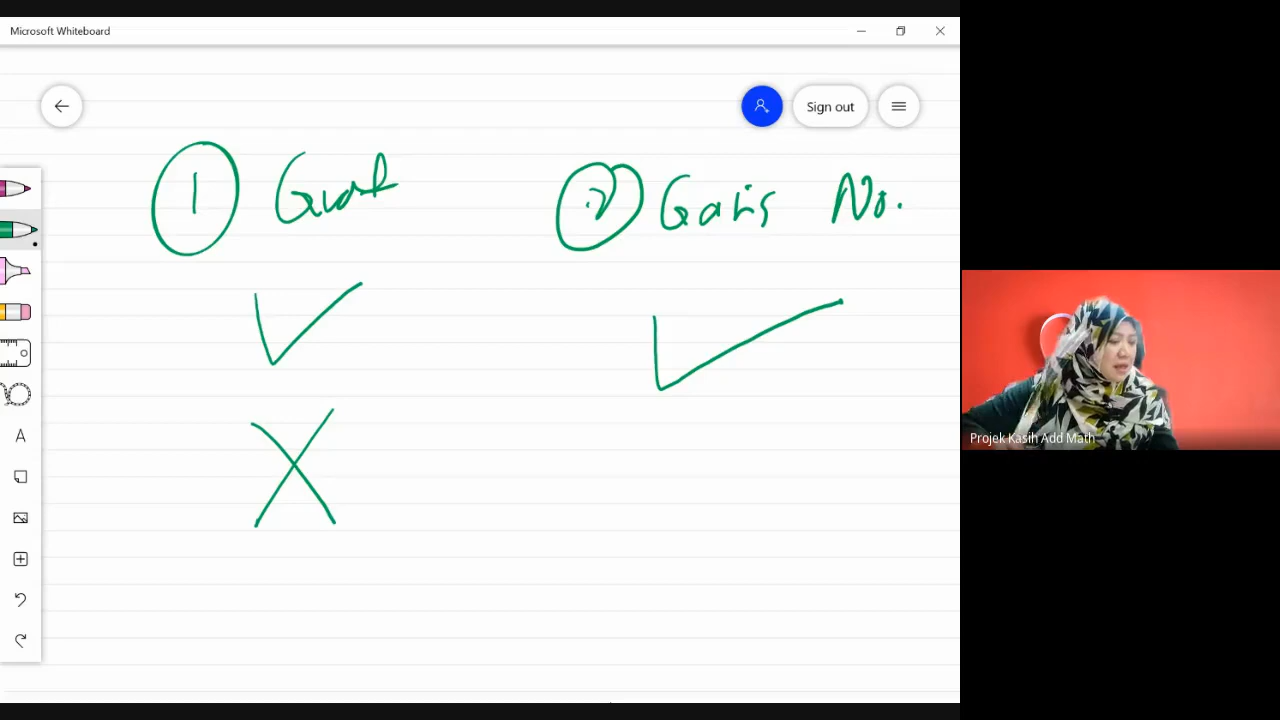 Microsoft Whiteboard
Sign out
1 Graf
2 Garis No.
A
Projek Kasih Add Math